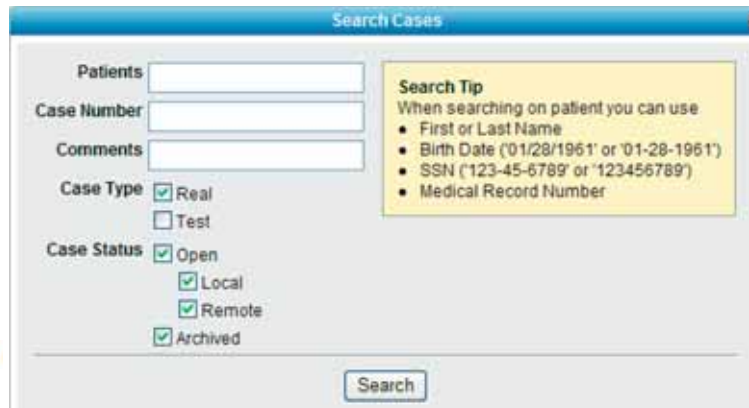 Search Cases
Patients
Case Number
Comments
Case Type
Real
Test
Case Status
Open
Local
Remote
Archived
Search Tip
When searching on patient you can use
• First or Last Name
• Birth Date ('01/28/1961' or '01-28-1961')
• SSN ('123-45-6789' or '123456789')
• Medical Record Number
Search